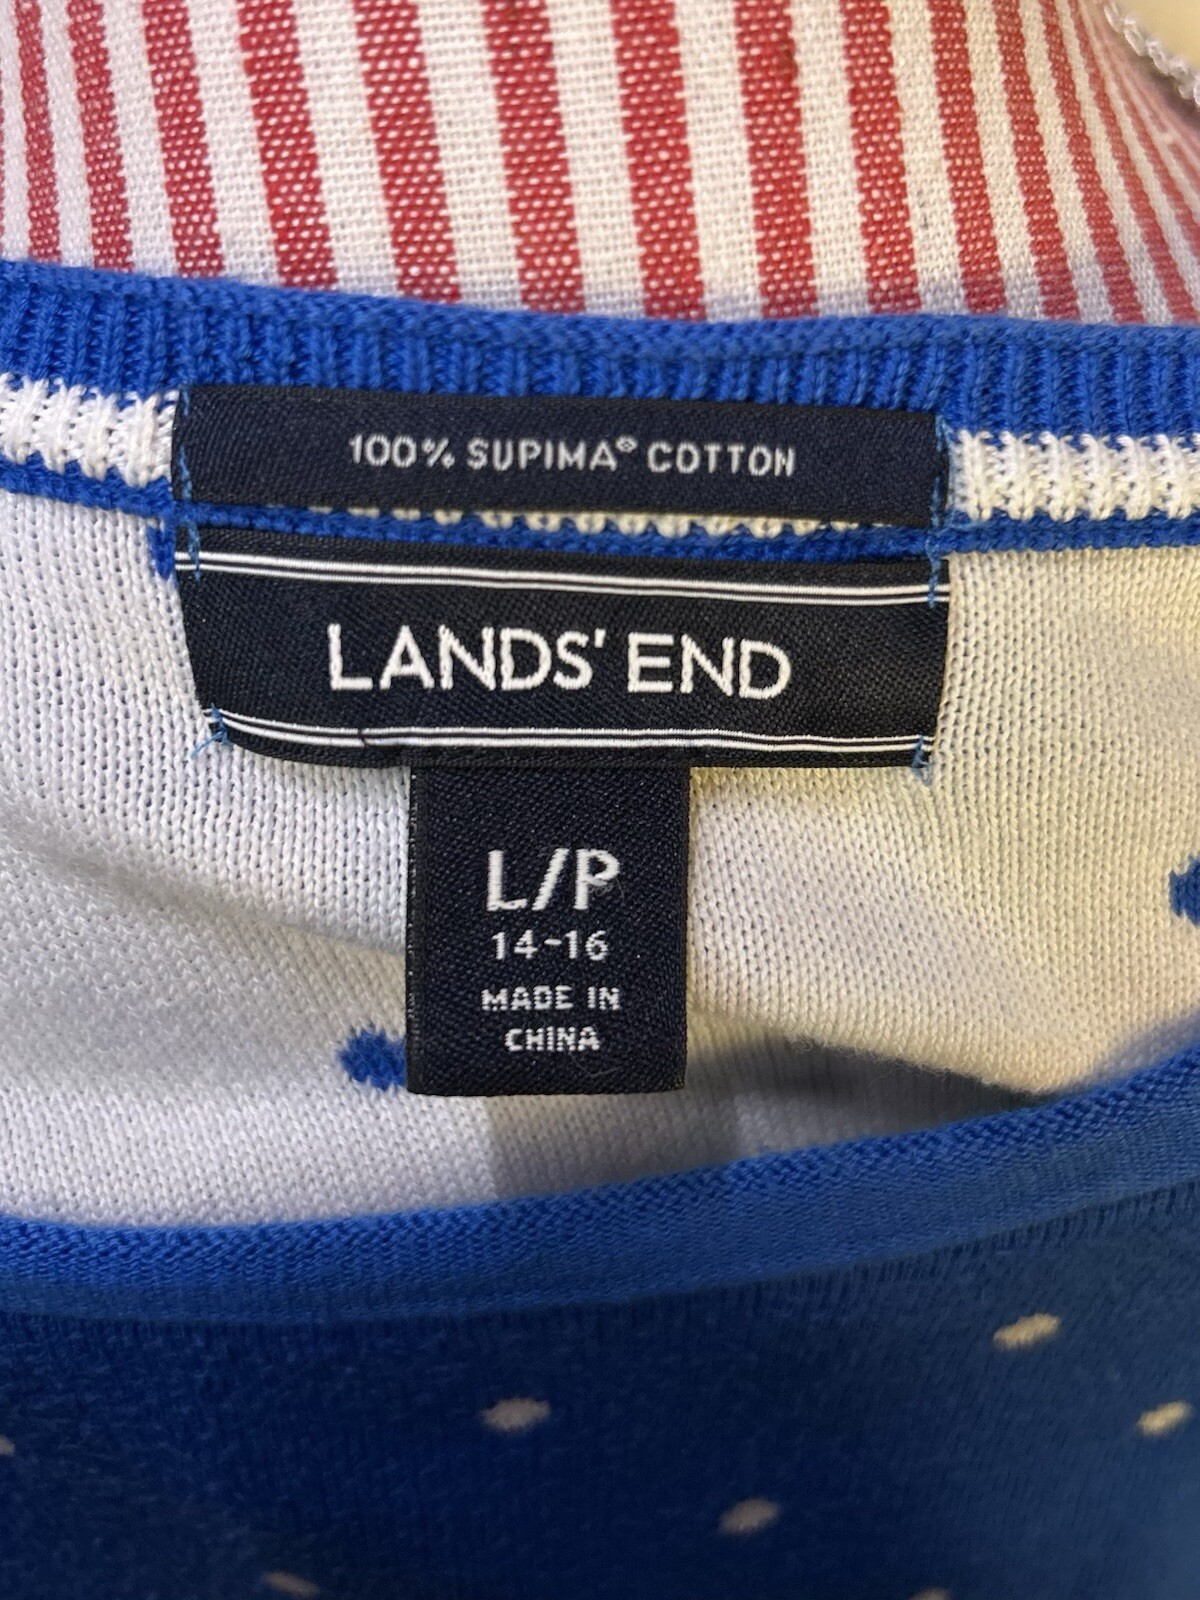 100% SUPIMA® COTTON
LANDS' END
L/P
14-16
MADE IN
CHINA